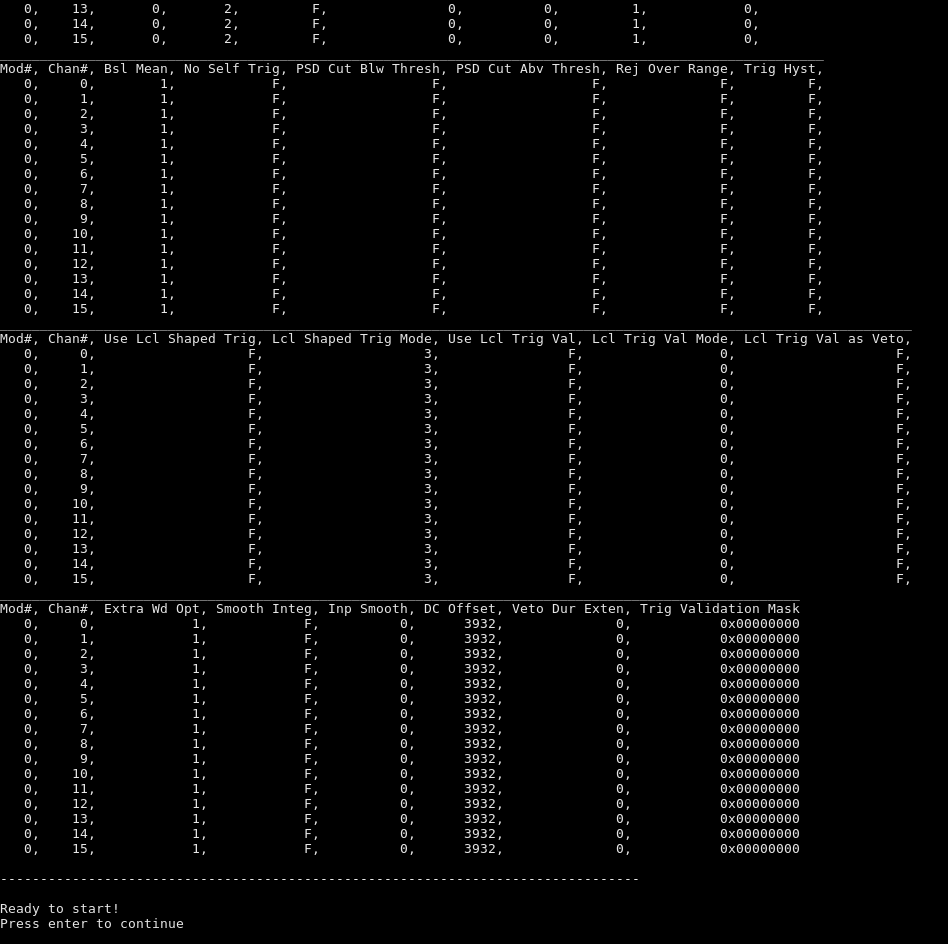 0, 13, 0, 2, F, 0, 0, 1, 0,
0, 14, 0, 2, F, 0, 0, 1, 0,
0, 15, 0, 2, F, 0, 0, 1, 0,
Mod#, Chan#, Bsl Mean, No Self Trig, PSD Cut Blw Thresh, PSD Cut Abv Thresh, Rej Over Range, Trig Hyst,
0, 0, 1, F, F, F, F, F,
0, 1, 1, F, F, F, F, F,
0, 2, 1, F, F, F, F, F,
0, 3, 1, F, F, F, F, F,
0, 4, 1, F, F, F, F, F,
0, 5, 1, F, F, F, F, F,
0, 6, 1, F, F, F, F, F,
0, 7, 1, F, F, F, F, F,
0, 8, 1, F, F, F, F, F,
0, 9, 1, F, F, F, F, F,
0, 10, 1, F, F, F, F, F,
0, 11, 1, F, F, F, F, F,
0, 12, 1, F, F, F, F, F,
0, 13, 1, F, F, F, F, F,
0, 14, 1, F, F, F, F, F,
0, 15, 1, F, F, F, F, F,
Mod#, Chan#, Use Lcl Shaped Trig, Lcl Shaped Trig Mode, Use Lcl Trig Val, Lcl Trig Val Mode, Lcl Trig Val as Veto,
0, 0, F, 3, F, 0, F,
0, 1, F, 3, F, 0, F,
0, 2, F, 3, F, 0, F,
0, 3, F, 3, F, 0, F,
0, 4, F, 3, F, 0, F,
0, 5, F, 3, F, 0, F,
0, 6, F, 3, F, 0, F,
0, 7, F, 3, F, 0, F,
0, 8, F, 3, F, 0, F,
0, 9, F, 3, F, 0, F,
0, 10, F, 3, F, 0, F,
0, 11, F, 3, F, 0, F,
0, 12, F, 3, F, 0, F,
0, 13, F, 3, F, 0, F,
0, 14, F, 3, F, 0, F,
0, 15, F, 3, F, 0, F,
Mod#, Chan#, Extra Wd Opt, Smooth Integ, Inp Smooth, DC Offset, Veto Dur Exten, Trig Validation Mask
0, 0, 1, F, 0, 3932, 0, 0x00000000
0, 1, 1, F, 0, 3932, 0, 0x00000000
0, 2, 1, F, 0, 3932, 0, 0x00000000
0, 3, 1, F, 0, 3932, 0, 0x00000000
0, 4, 1, F, 0, 3932, 0, 0x00000000
0, 5, 1, F, 0, 3932, 0, 0x00000000
0, 6, 1, F, 0, 3932, 0, 0x00000000
0, 7, 1, F, 0, 3932, 0, 0x00000000
0, 8, 1, F, 0, 3932, 0, 0x00000000
0, 9, 1, F, 0, 3932, 0, 0x00000000
0, 10, 1, F, 0, 3932, 0, 0x00000000
0, 11, 1, F, 0, 3932, 0, 0x00000000
0, 12, 1, F, 0, 3932, 0, 0x00000000
0, 13, 1, F, 0, 3932, 0, 0x00000000
0, 14, 1, F, 0, 3932, 0, 0x00000000
0, 15, 1, F, 0, 3932, 0, 0x00000000
--------------------------------------------------------------------------------
Ready to start!
Press enter to continue